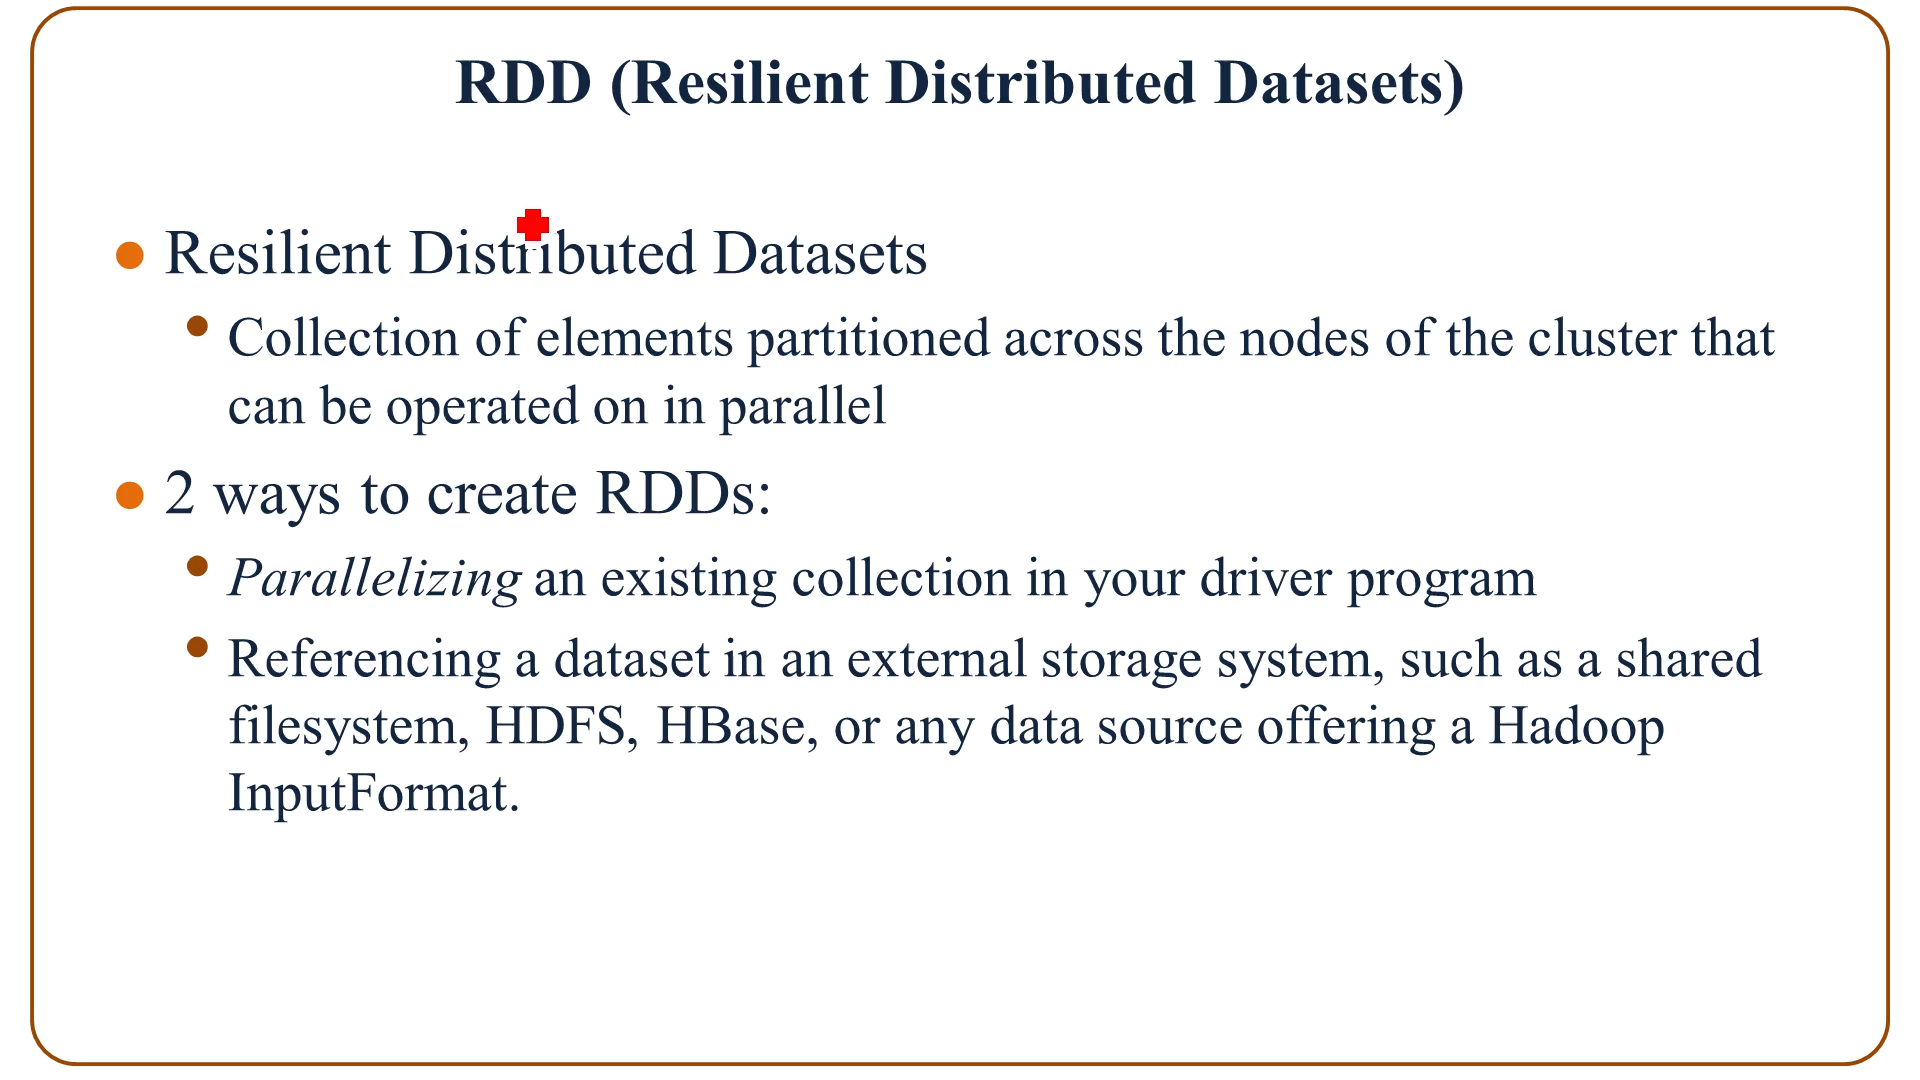 RDD (Resilient Distributed Datasets)
Resilient Distributed Datasets
Collection of elements partitioned across the nodes of the cluster that
can be operated on in parallel
2 ways to create RDDs:
Parallelizing an existing collection in your driver program
Referencing a dataset in an external storage system, such as a shared
filesystem, HDFS, HBase, or any data source offering a Hadoop
InputFormat.